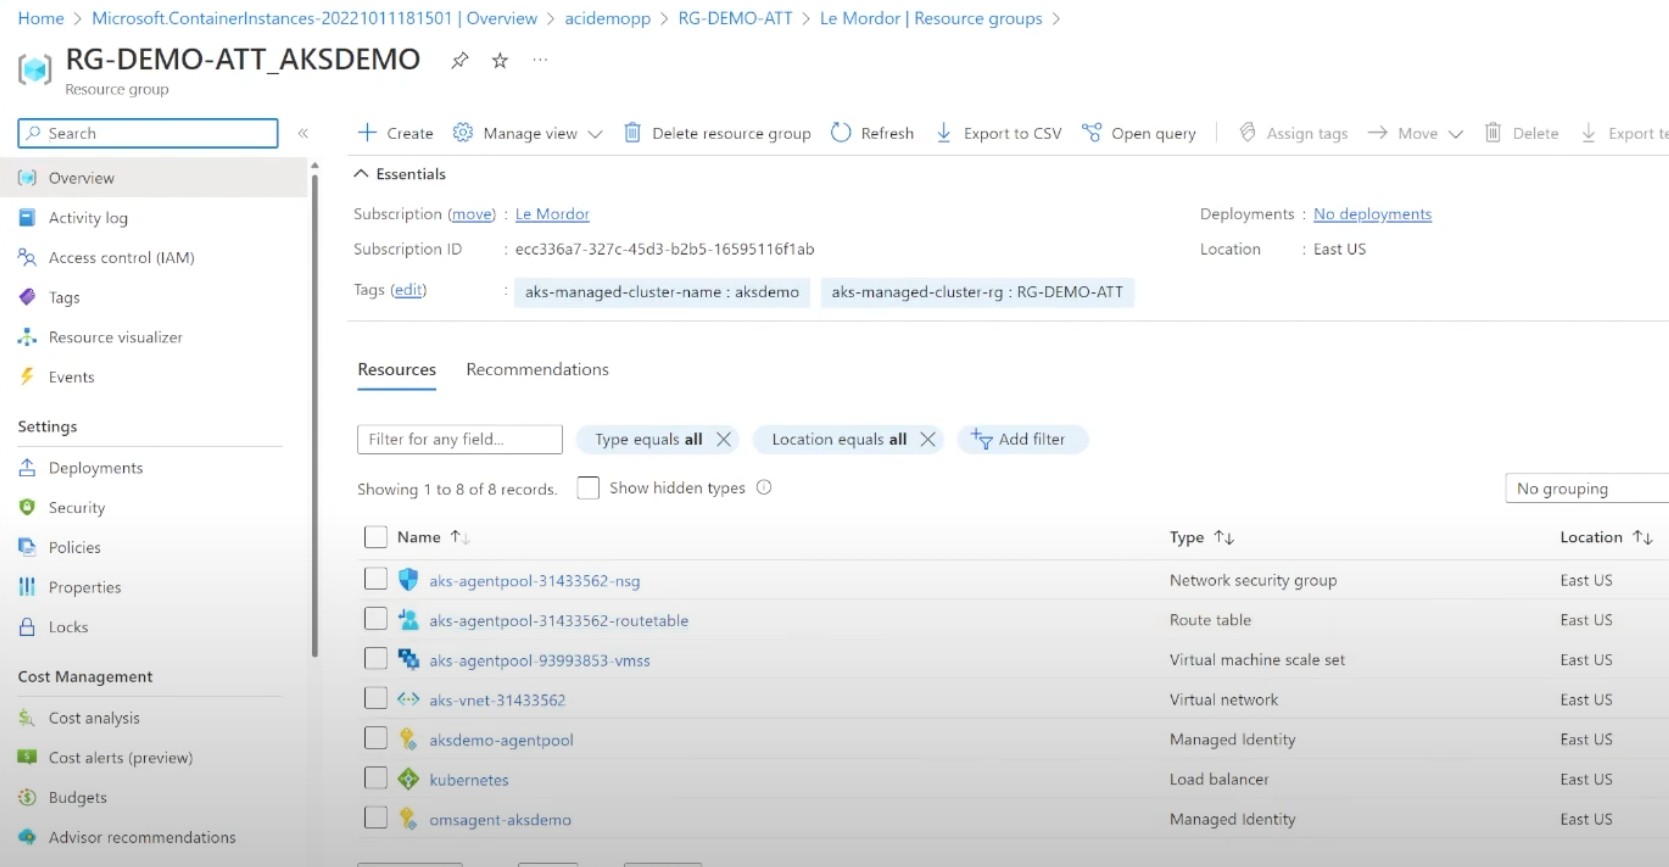 Home > Microsoft.ContainerInstances-20221011181501 | Overview > acidemopp > RG-DEMO-ATT > Le Mordor | Resource groups >
RG-DEMO-ATT_AKSDEMO ...
Resource group
Search «
Create Manage view Delete resource group Refresh Export to CSV Open query Assign tags Move Delete Export te
Overview
Activity log
Access control (IAM)
Tags
Resource visualizer
Events
Settings
Deployments
Security
Policies
Properties
Locks
Cost Management
Cost analysis
Cost alerts (preview)
Budgets
Advisor recommendations
Essentials
Subscription (move) : Le Mordor
Subscription ID : ecc336a7-327c-45d3-b2b5-16595116f1ab
Tags (edit) : aks-managed-cluster-name : aksdemo aks-managed-cluster-rg : RG-DEMO-ATT
Deployments : No deployments
Location : East US
Resources Recommendations
Filter for any field... Type equals all Location equals all Add filter
Showing 1 to 8 of 8 records. Show hidden types No grouping
Name Type Location
aks-agentpool-31433562-nsg Network security group East US
aks-agentpool-31433562-routetable Route table East US
aks-agentpool-93993853-vmss Virtual machine scale set East US
aks-vnet-31433562 Virtual network East US
aksdemo-agentpool Managed Identity East US
kubernetes Load balancer East US
omsagent-aksdemo Managed Identity East US